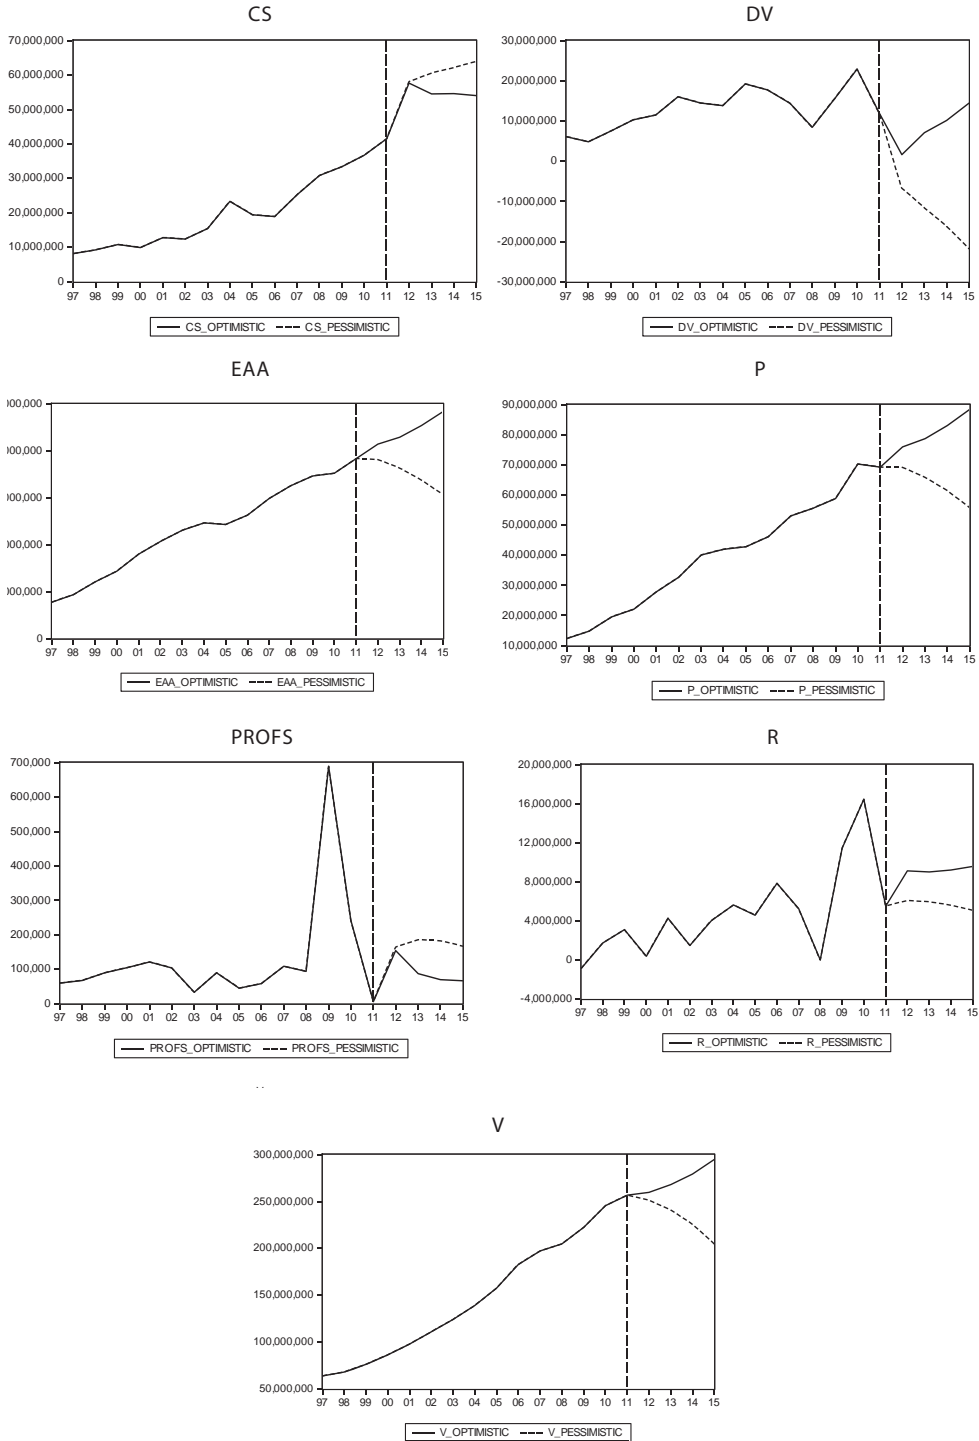 CS
70,000,000
60,000,000
50,000,000
40,000,000
30,000,000
20,000,000
10,000,000
0
97 98 99 00 01 02 03 04 05 06 07 08 09 10 11 12 13 14 15
CS_OPTIMISTIC CS_PESSIMISTIC
DV
30,000,000
20,000,000
10,000,000
0
-10,000,000
-20,000,000
-30,000,000
97 98 99 00 01 02 03 04 05 06 07 08 09 10 11 12 13 14 15
DV_OPTIMISTIC DV_PESSIMISTIC
EAA
0
97 98 99 00 01 02 03 04 05 06 07 08 09 10 11 12 13 14 15
EAA_OPTIMISTIC EAA_PESSIMISTIC
P
90,000,000
80,000,000
70,000,000
60,000,000
50,000,000
40,000,000
30,000,000
20,000,000
10,000,000
97 98 99 00 01 02 03 04 05 06 07 08 09 10 11 12 13 14 15
P_OPTIMISTIC P_PESSIMISTIC
PROFS
700,000
600,000
500,000
400,000
300,000
200,000
100,000
0
97 98 99 00 01 02 03 04 05 06 07 08 09 10 11 12 13 14 15
PROFS_OPTIMISTIC PROFS_PESSIMISTIC
R
20,000,000
16,000,000
12,000,000
8,000,000
4,000,000
0
-4,000,000
97 98 99 00 01 02 03 04 05 06 07 08 09 10 11 12 13 14 15
R_OPTIMISTIC R_PESSIMISTIC
V
300,000,000
250,000,000
200,000,000
150,000,000
100,000,000
50,000,000
97 98 99 00 01 02 03 04 05 06 07 08 09 10 11 12 13 14 15
V_OPTIMISTIC V_PESSIMISTIC